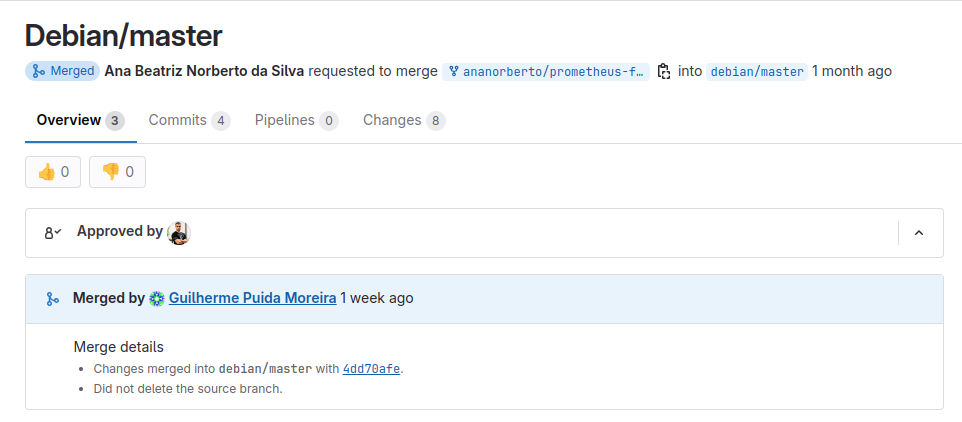 Debian/master
Merged Ana Beatriz Norberto da Silva requested to merge ananorberto/prometheus-f… into debian/master 1 month ago
Overview 3 Commits 4 Pipelines 0 Changes 8
👍 0 👎 0
Approved by
Merged by Guilherme Puida Moreira 1 week ago
Merge details
• Changes merged into debian/master with 4dd70afe.
• Did not delete the source branch.